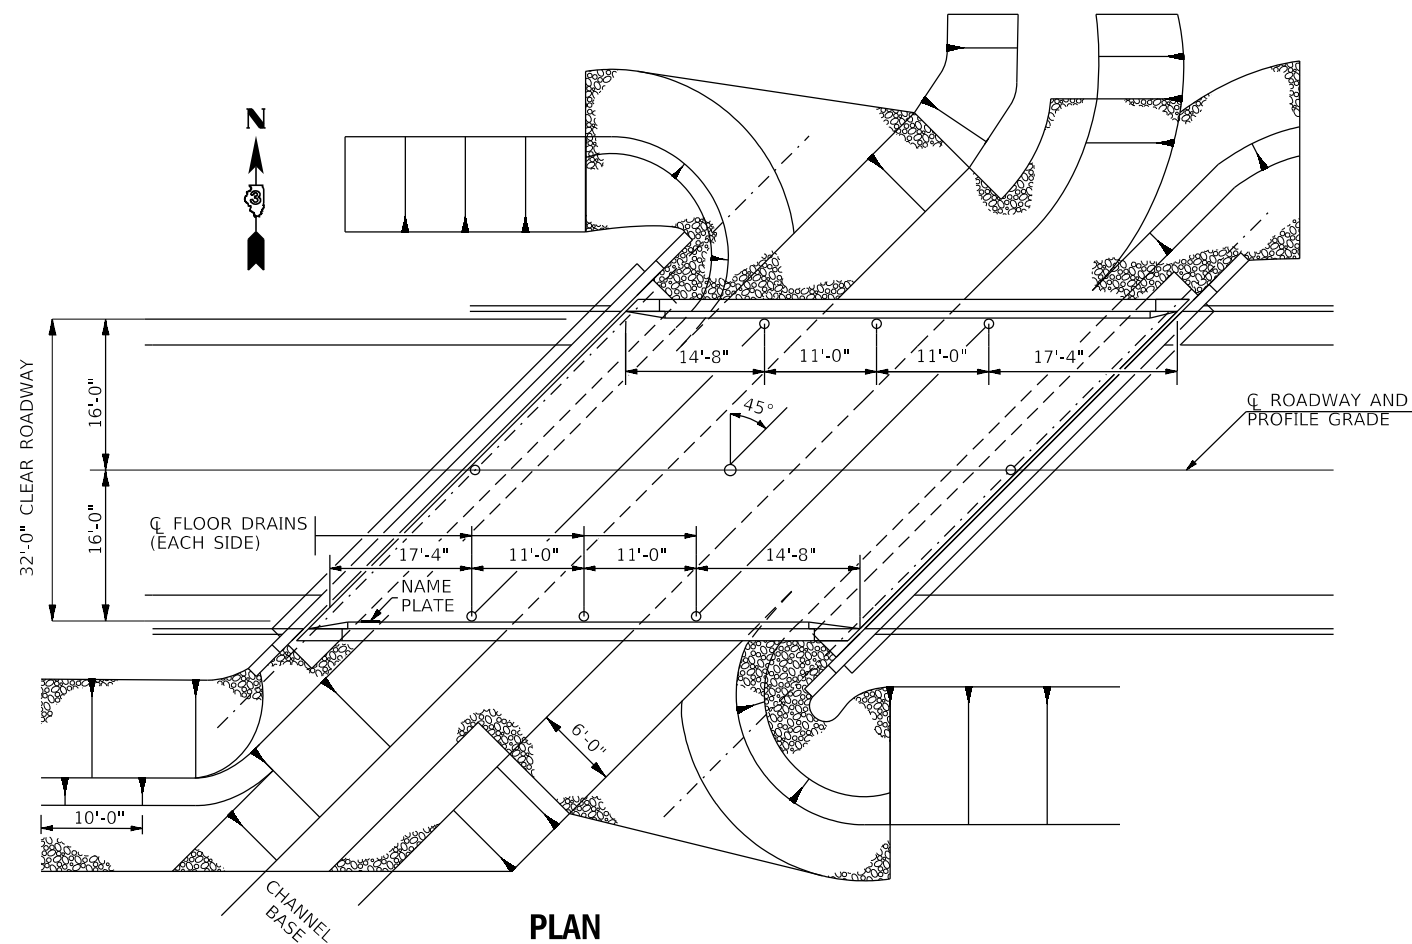 N
3
14'-8"
11'-0"
11'-0"
17'-4"
45°
℄ ROADWAY AND
PROFILE GRADE
32'-0" CLEAR ROADWAY
16'-0"
16'-0"
℄ FLOOR DRAINS
(EACH SIDE)
17'-4"
11'-0"
11'-0"
14'-8"
NAME
PLATE
6'-0"
10'-0"
CHANNEL
BASE
PLAN